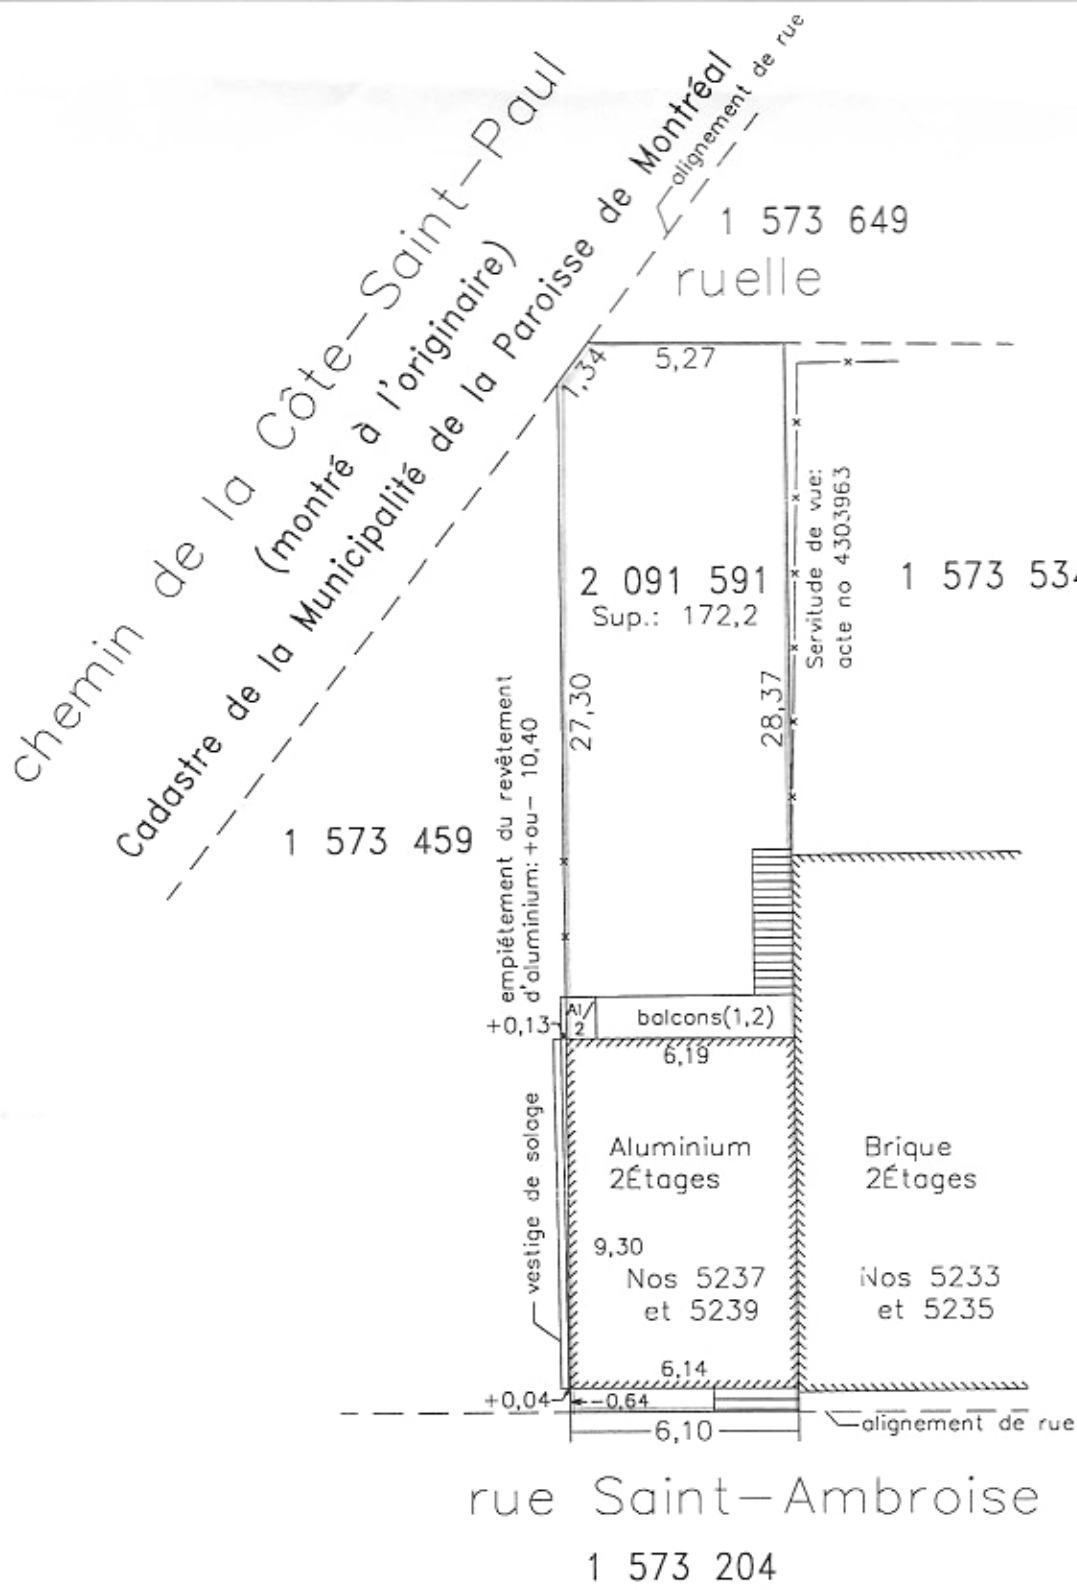 chemin de la Côte-Saint-Paul
(montré à l'originaire)
Cadastre de la Municipalité de la Paroisse de Montréal
alignement de rue
1 573 649
ruelle
1,34
5,27
2 091 591
Sup.: 172,2
Servitude de vue:
acte no 4303963
1 573 534
27,30
28,37
1 573 459
empiétement du revêtement
d'aluminium: +ou- 10,40
+0,13
Al/
2
balcons(1,2)
6,19
vestige de solage
Aluminium
2Étages
Brique
2Étages
9,30
Nos 5237
et 5239
Nos 5233
et 5235
6,14
+0,04
-0,64
6,10
alignement de rue
rue Saint-Ambroise
1 573 204